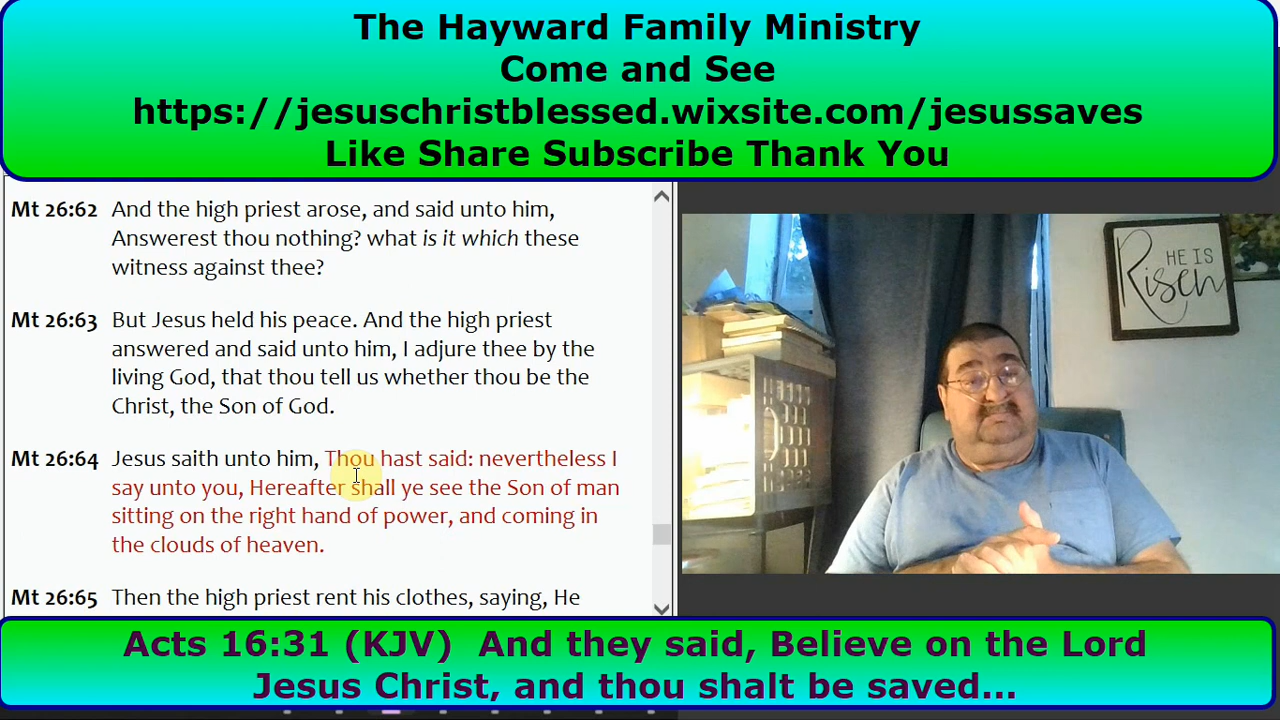 The Hayward Family Ministry
Come and See
https://jesuschristblessed.wixsite.com/jesussaves
Like Share Subscribe Thank You
Mt 26:62 And the high priest arose, and said unto him,
Answerest thou nothing? what is it which these
witness against thee?
Mt 26:63 But Jesus held his peace. And the high priest
answered and said unto him, I adjure thee by the
living God, that thou tell us whether thou be the
Christ, the Son of God.
Mt 26:64 Jesus saith unto him, Thou hast said: nevertheless I
say unto you, Hereafter shall ye see the Son of man
sitting on the right hand of power, and coming in
the clouds of heaven.
Mt 26:65 Then the high priest rent his clothes, saying, He
HE IS
Risen
Acts 16:31 (KJV) And they said, Believe on the Lord
Jesus Christ, and thou shalt be saved...